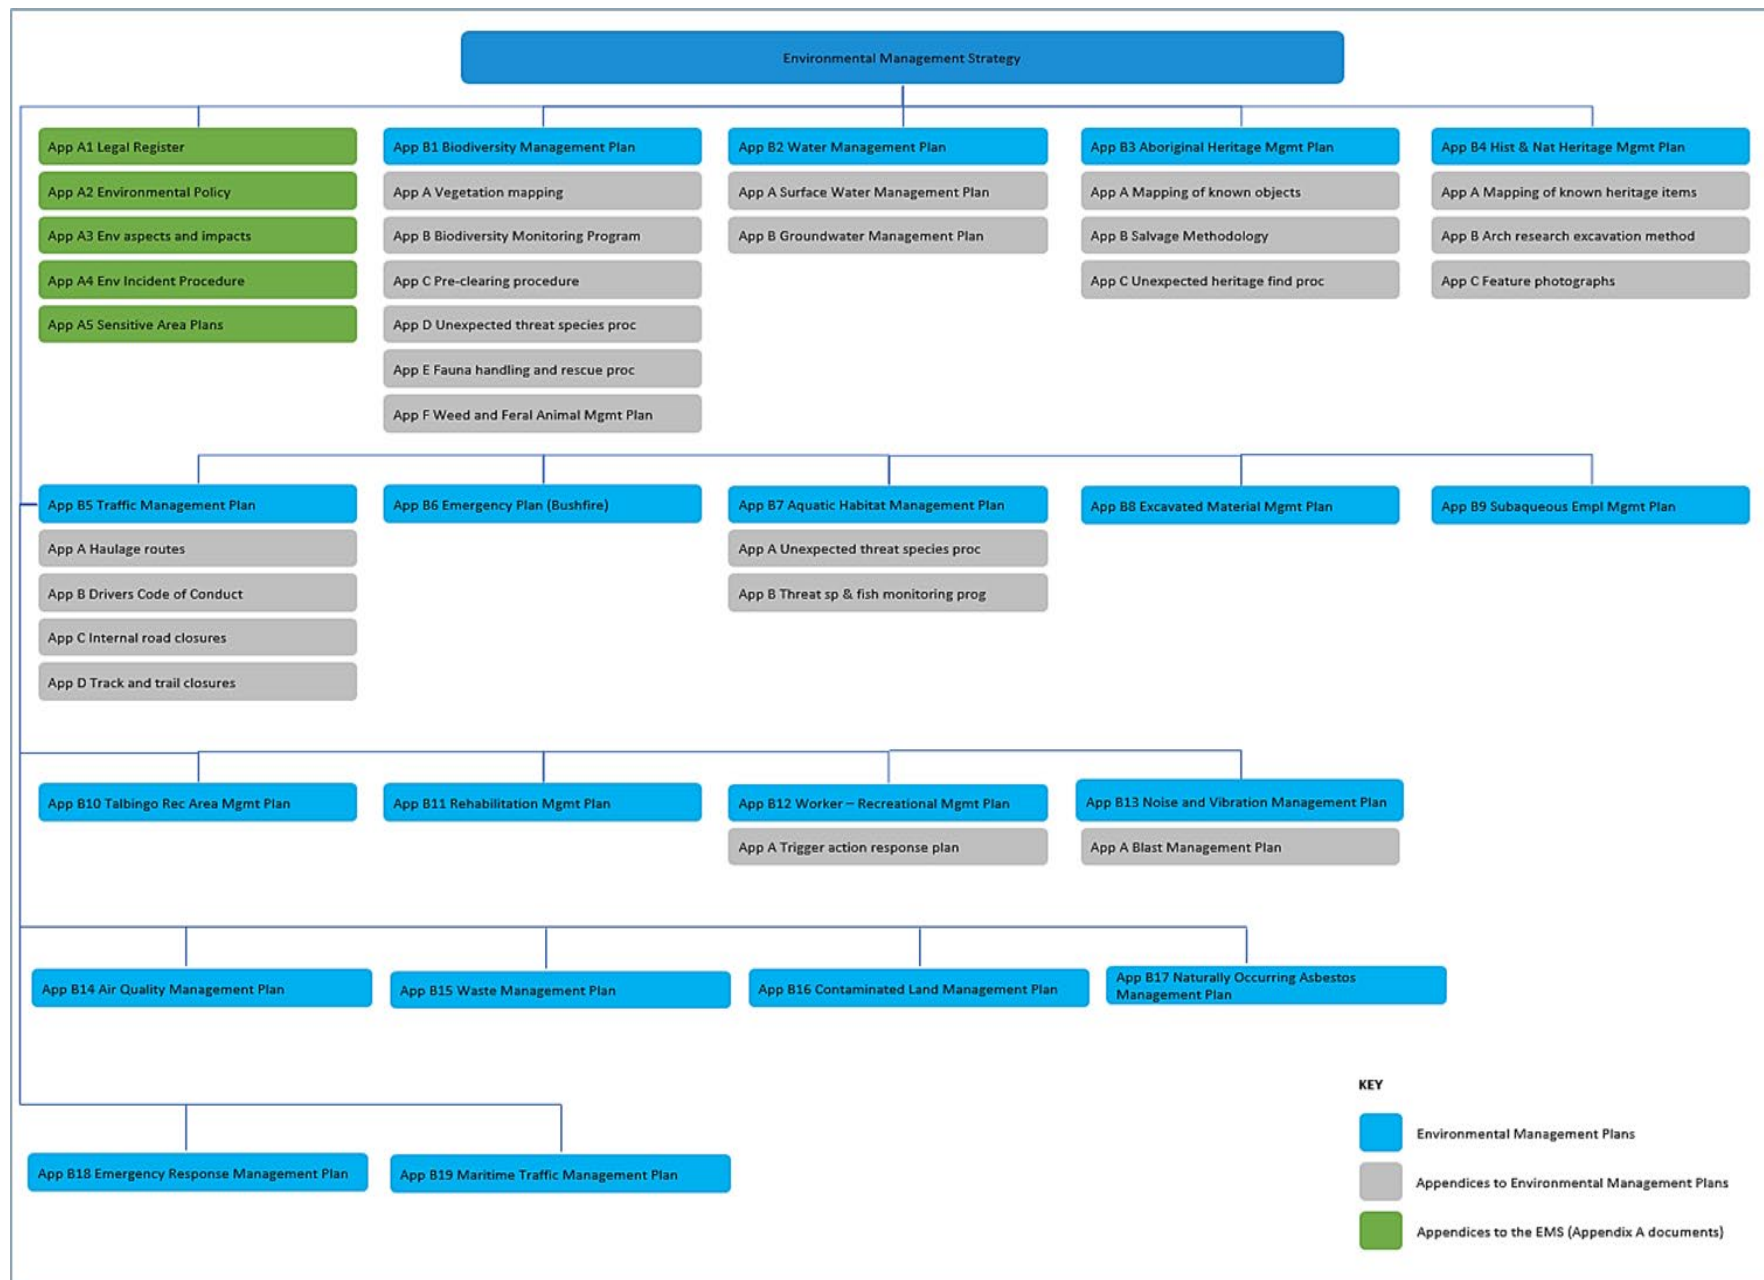 Environmental Management Strategy
App A1 Legal Register
App A2 Environmental Policy
App A3 Env aspects and impacts
App A4 Env Incident Procedure
App A5 Sensitive Area Plans
App B1 Biodiversity Management Plan
App A Vegetation mapping
App B Biodiversity Monitoring Program
App C Pre-clearing procedure
App D Unexpected threat species proc
App E Fauna handling and rescue proc
App F Weed and Feral Animal Mgmt Plan
App B2 Water Management Plan
App A Surface Water Management Plan
App B Groundwater Management Plan
App B3 Aboriginal Heritage Mgmt Plan
App A Mapping of known objects
App B Salvage Methodology
App C Unexpected heritage find proc
App B4 Hist & Nat Heritage Mgmt Plan
App A Mapping of known heritage items
App B Arch research excavation method
App C Feature photographs
App B5 Traffic Management Plan
App A Haulage routes
App B Drivers Code of Conduct
App C Internal road closures
App D Track and trail closures
App B6 Emergency Plan (Bushfire)
App B7 Aquatic Habitat Management Plan
App A Unexpected threat species proc
App B Threat sp & fish monitoring prog
App B8 Excavated Material Mgmt Plan
App B9 Subaqueous Empl Mgmt Plan
App B10 Talbingo Rec Area Mgmt Plan
App B11 Rehabilitation Mgmt Plan
App B12 Worker – Recreational Mgmt Plan
App A Trigger action response plan
App B13 Noise and Vibration Management Plan
App A Blast Management Plan
App B14 Air Quality Management Plan
App B15 Waste Management Plan
App B16 Contaminated Land Management Plan
App B17 Naturally Occurring Asbestos
Management Plan
App B18 Emergency Response Management Plan
App B19 Maritime Traffic Management Plan
KEY
Environmental Management Plans
Appendices to Environmental Management Plans
Appendices to the EMS (Appendix A documents)